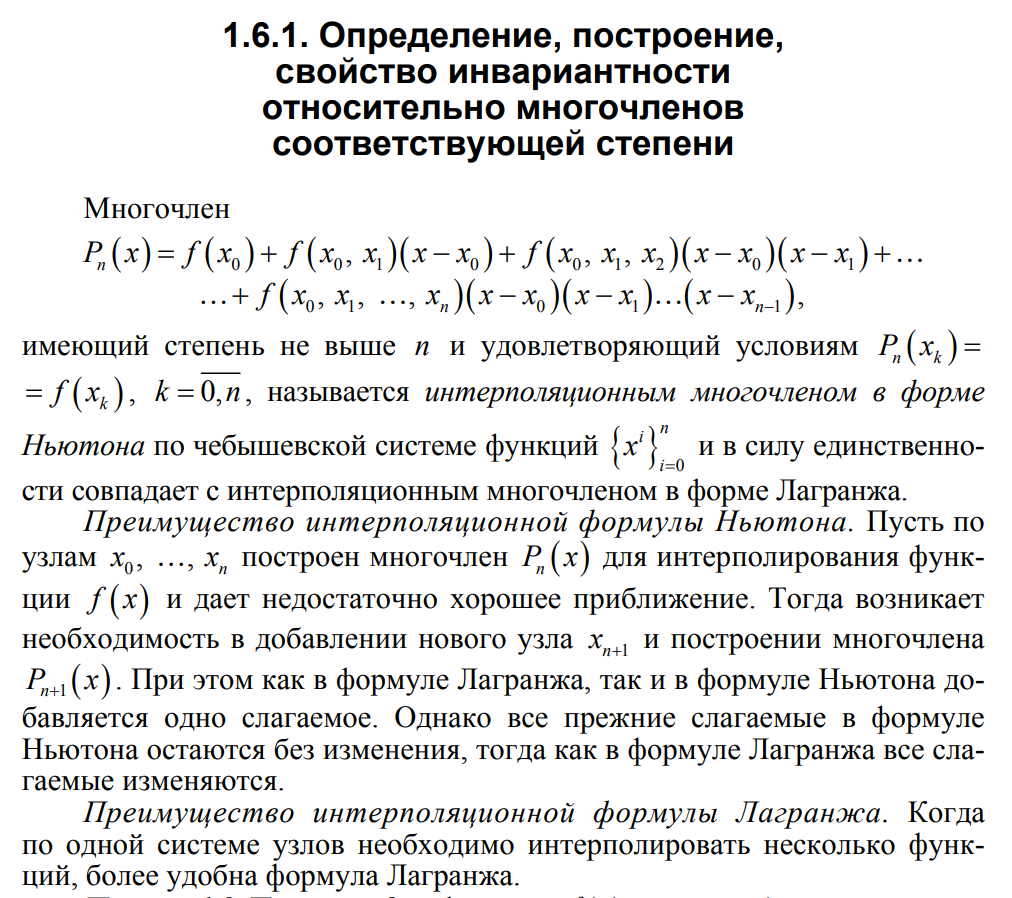 1.6.1. Определение, построение,
свойство инвариантности
относительно многочленов
соответствующей степени
Многочлен
Pₙ(x) = f(x₀) + f(x₀, x₁)(x − x₀) + f(x₀, x₁, x₂)(x − x₀)(x − x₁) + …
… + f(x₀, x₁, …, xₙ)(x − x₀)(x − x₁)…(x − xₙ₋₁),
имеющий степень не выше n и удовлетворяющий условиям Pₙ(xₖ) =
= f(xₖ), k = \overline{0, n}, называется интерполяционным многочленом в форме
Ньютона по чебышевской системе функций {xⁱ}ⁿᵢ₌₀ и в силу единственно-
сти совпадает с интерполяционным многочленом в форме Лагранжа.
Преимущество интерполяционной формулы Ньютона. Пусть по
узлам x₀, …, xₙ построен многочлен Pₙ(x) для интерполирования функ-
ции f(x) и дает недостаточно хорошее приближение. Тогда возникает
необходимость в добавлении нового узла xₙ₊₁ и построении многочлена
Pₙ₊₁(x). При этом как в формуле Лагранжа, так и в формуле Ньютона до-
бавляется одно слагаемое. Однако все прежние слагаемые в формуле
Ньютона остаются без изменения, тогда как в формуле Лагранжа все сла-
гаемые изменяются.
Преимущество интерполяционной формулы Лагранжа. Когда
по одной системе узлов необходимо интерполировать несколько функ-
ций, более удобна формула Лагранжа.